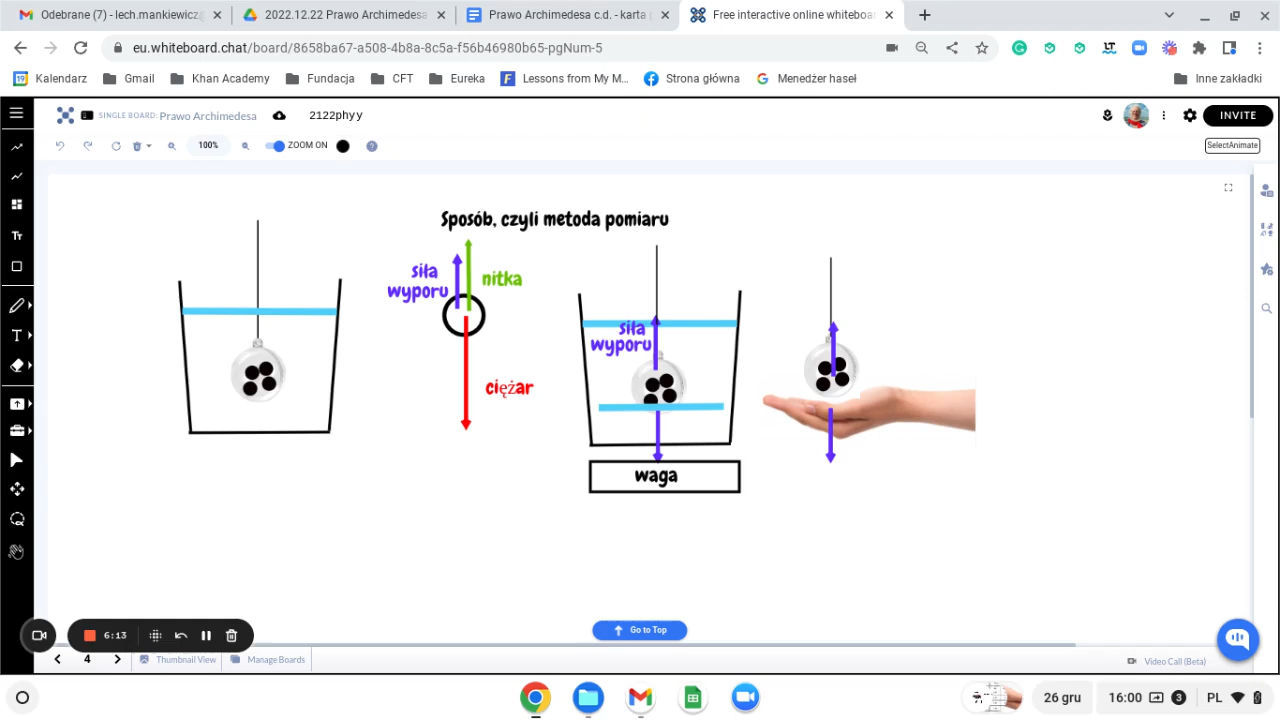 Odebrane (7) - lech.mankiewicz@
2022.12.22 Prawo Archimedesa
Prawo Archimedesa c.d. - karta
Free interactive online whiteboar
eu.whiteboard.chat/board/8658ba67-a508-4b8a-8c5a-f56b46980b65-pgNum-5
Kalendarz
Gmail
Khan Academy
Fundacja
CFT
Eureka
Lessons from My M...
Strona główna
Menedżer haseł
Inne zakładki
SINGLE BOARD: Prawo Archimedesa
2122phyy
INVITE
100%
ZOOM ON
SelectAnimate
Sposób, czyli metoda pomiaru
siła
wyporu
nitka
ciężar
siła
wyporu
waga
6:13
Go to Top
4
Thumbnail View
Manage Boards
Video Call (Beta)
26 gru
16:00
3
PL